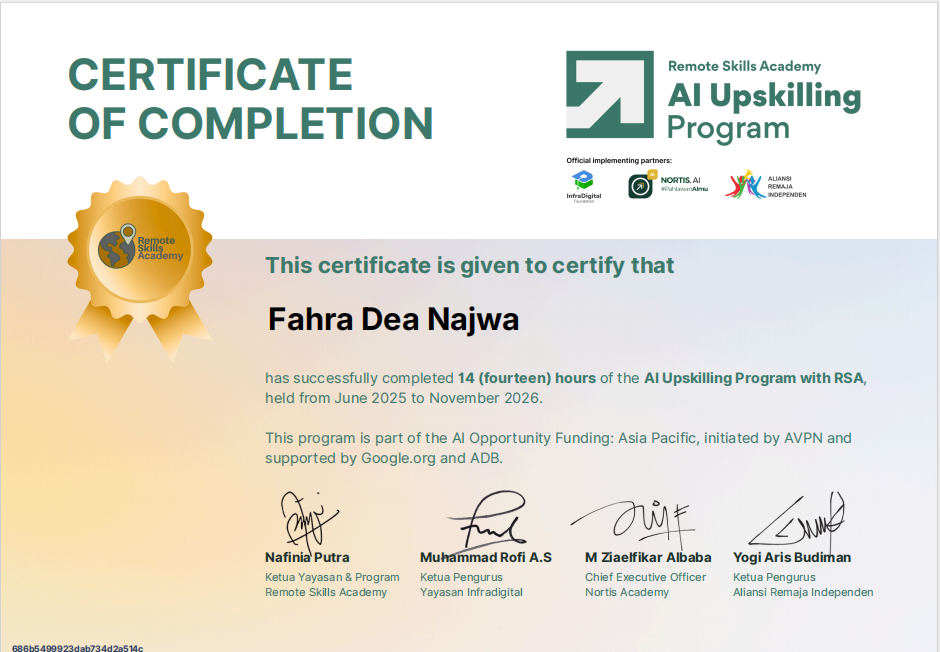 CERTIFICATE
OF COMPLETION
Remote Skills Academy
AI Upskilling
Program
Official implementing partners:
InfraDigital
Foundation
NORTIS. AI
#PahlawanAImu
ALIANSI
REMAJA
INDEPENDEN
Remote
Skills
Academy
This certificate is given to certify that
Fahra Dea Najwa
has successfully completed 14 (fourteen) hours of the AI Upskilling Program with RSA,
held from June 2025 to November 2026.
This program is part of the AI Opportunity Funding: Asia Pacific, initiated by AVPN and
supported by Google.org and ADB.
Nafinia Putra
Ketua Yayasan & Program
Remote Skills Academy
Muhammad Rofi A.S
Ketua Pengurus
Yayasan Infradigital
M Ziaelfikar Albaba
Chief Executive Officer
Nortis Academy
Yogi Aris Budiman
Ketua Pengurus
Aliansi Remaja Independen
686b5499923dab734d2a514c